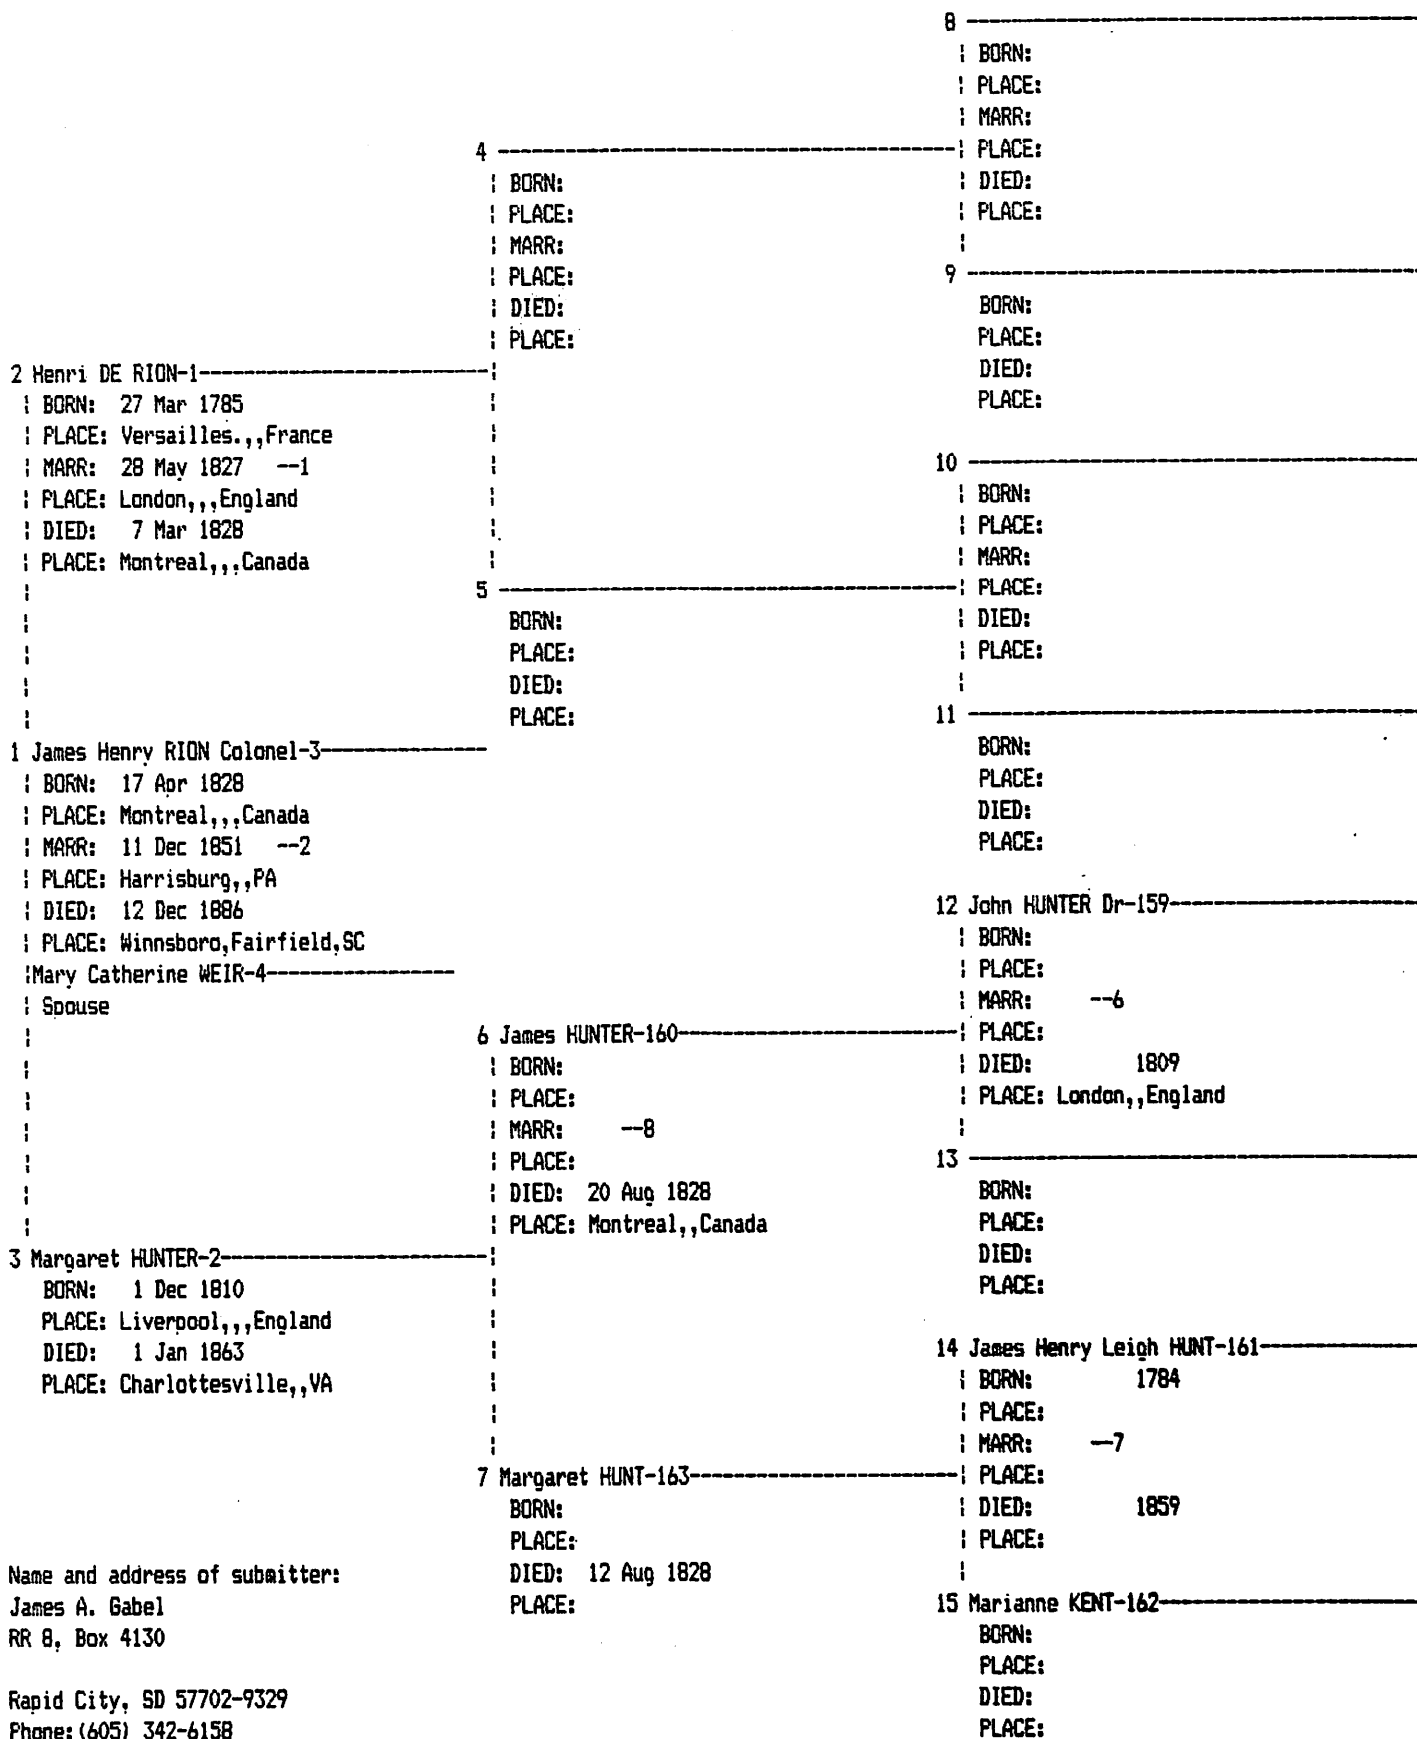 8
BORN:
PLACE:
MARR:
PLACE:
DIED:
PLACE:
4
BORN:
PLACE:
MARR:
PLACE:
DIED:
PLACE:
9
BORN:
PLACE:
DIED:
PLACE:
2 Henri DE RION-1
BORN: 27 Mar 1785
PLACE: Versailles.,,France
MARR: 28 May 1827 --1
PLACE: London,,,England
DIED: 7 Mar 1828
PLACE: Montreal,,,Canada
10
BORN:
PLACE:
MARR:
PLACE:
DIED:
PLACE:
5
BORN:
PLACE:
DIED:
PLACE:
11
BORN:
PLACE:
DIED:
PLACE:
1 James Henry RION Colonel-3
BORN: 17 Apr 1828
PLACE: Montreal,,,Canada
MARR: 11 Dec 1851 --2
PLACE: Harrisburg,,PA
DIED: 12 Dec 1886
PLACE: Winnsboro,Fairfield,SC
Mary Catherine WEIR-4
Spouse
12 John HUNTER Dr-159
BORN:
PLACE:
MARR: --6
PLACE:
DIED: 1809
PLACE: London,,England
6 James HUNTER-160
BORN:
PLACE:
MARR: --8
PLACE:
DIED: 20 Aug 1828
PLACE: Montreal,,Canada
13
BORN:
PLACE:
DIED:
PLACE:
3 Margaret HUNTER-2
BORN: 1 Dec 1810
PLACE: Liverpool,,,England
DIED: 1 Jan 1863
PLACE: Charlottesville,,VA
14 James Henry Leigh HUNT-161
BORN: 1784
PLACE:
MARR: --7
PLACE:
DIED: 1859
PLACE:
7 Margaret HUNT-163
BORN:
PLACE:
DIED: 12 Aug 1828
PLACE:
15 Marianne KENT-162
BORN:
PLACE:
DIED:
PLACE:
Name and address of submitter:
James A. Gabel
RR 8, Box 4130
Rapid City, SD 57702-9329
Phone:(605) 342-6158